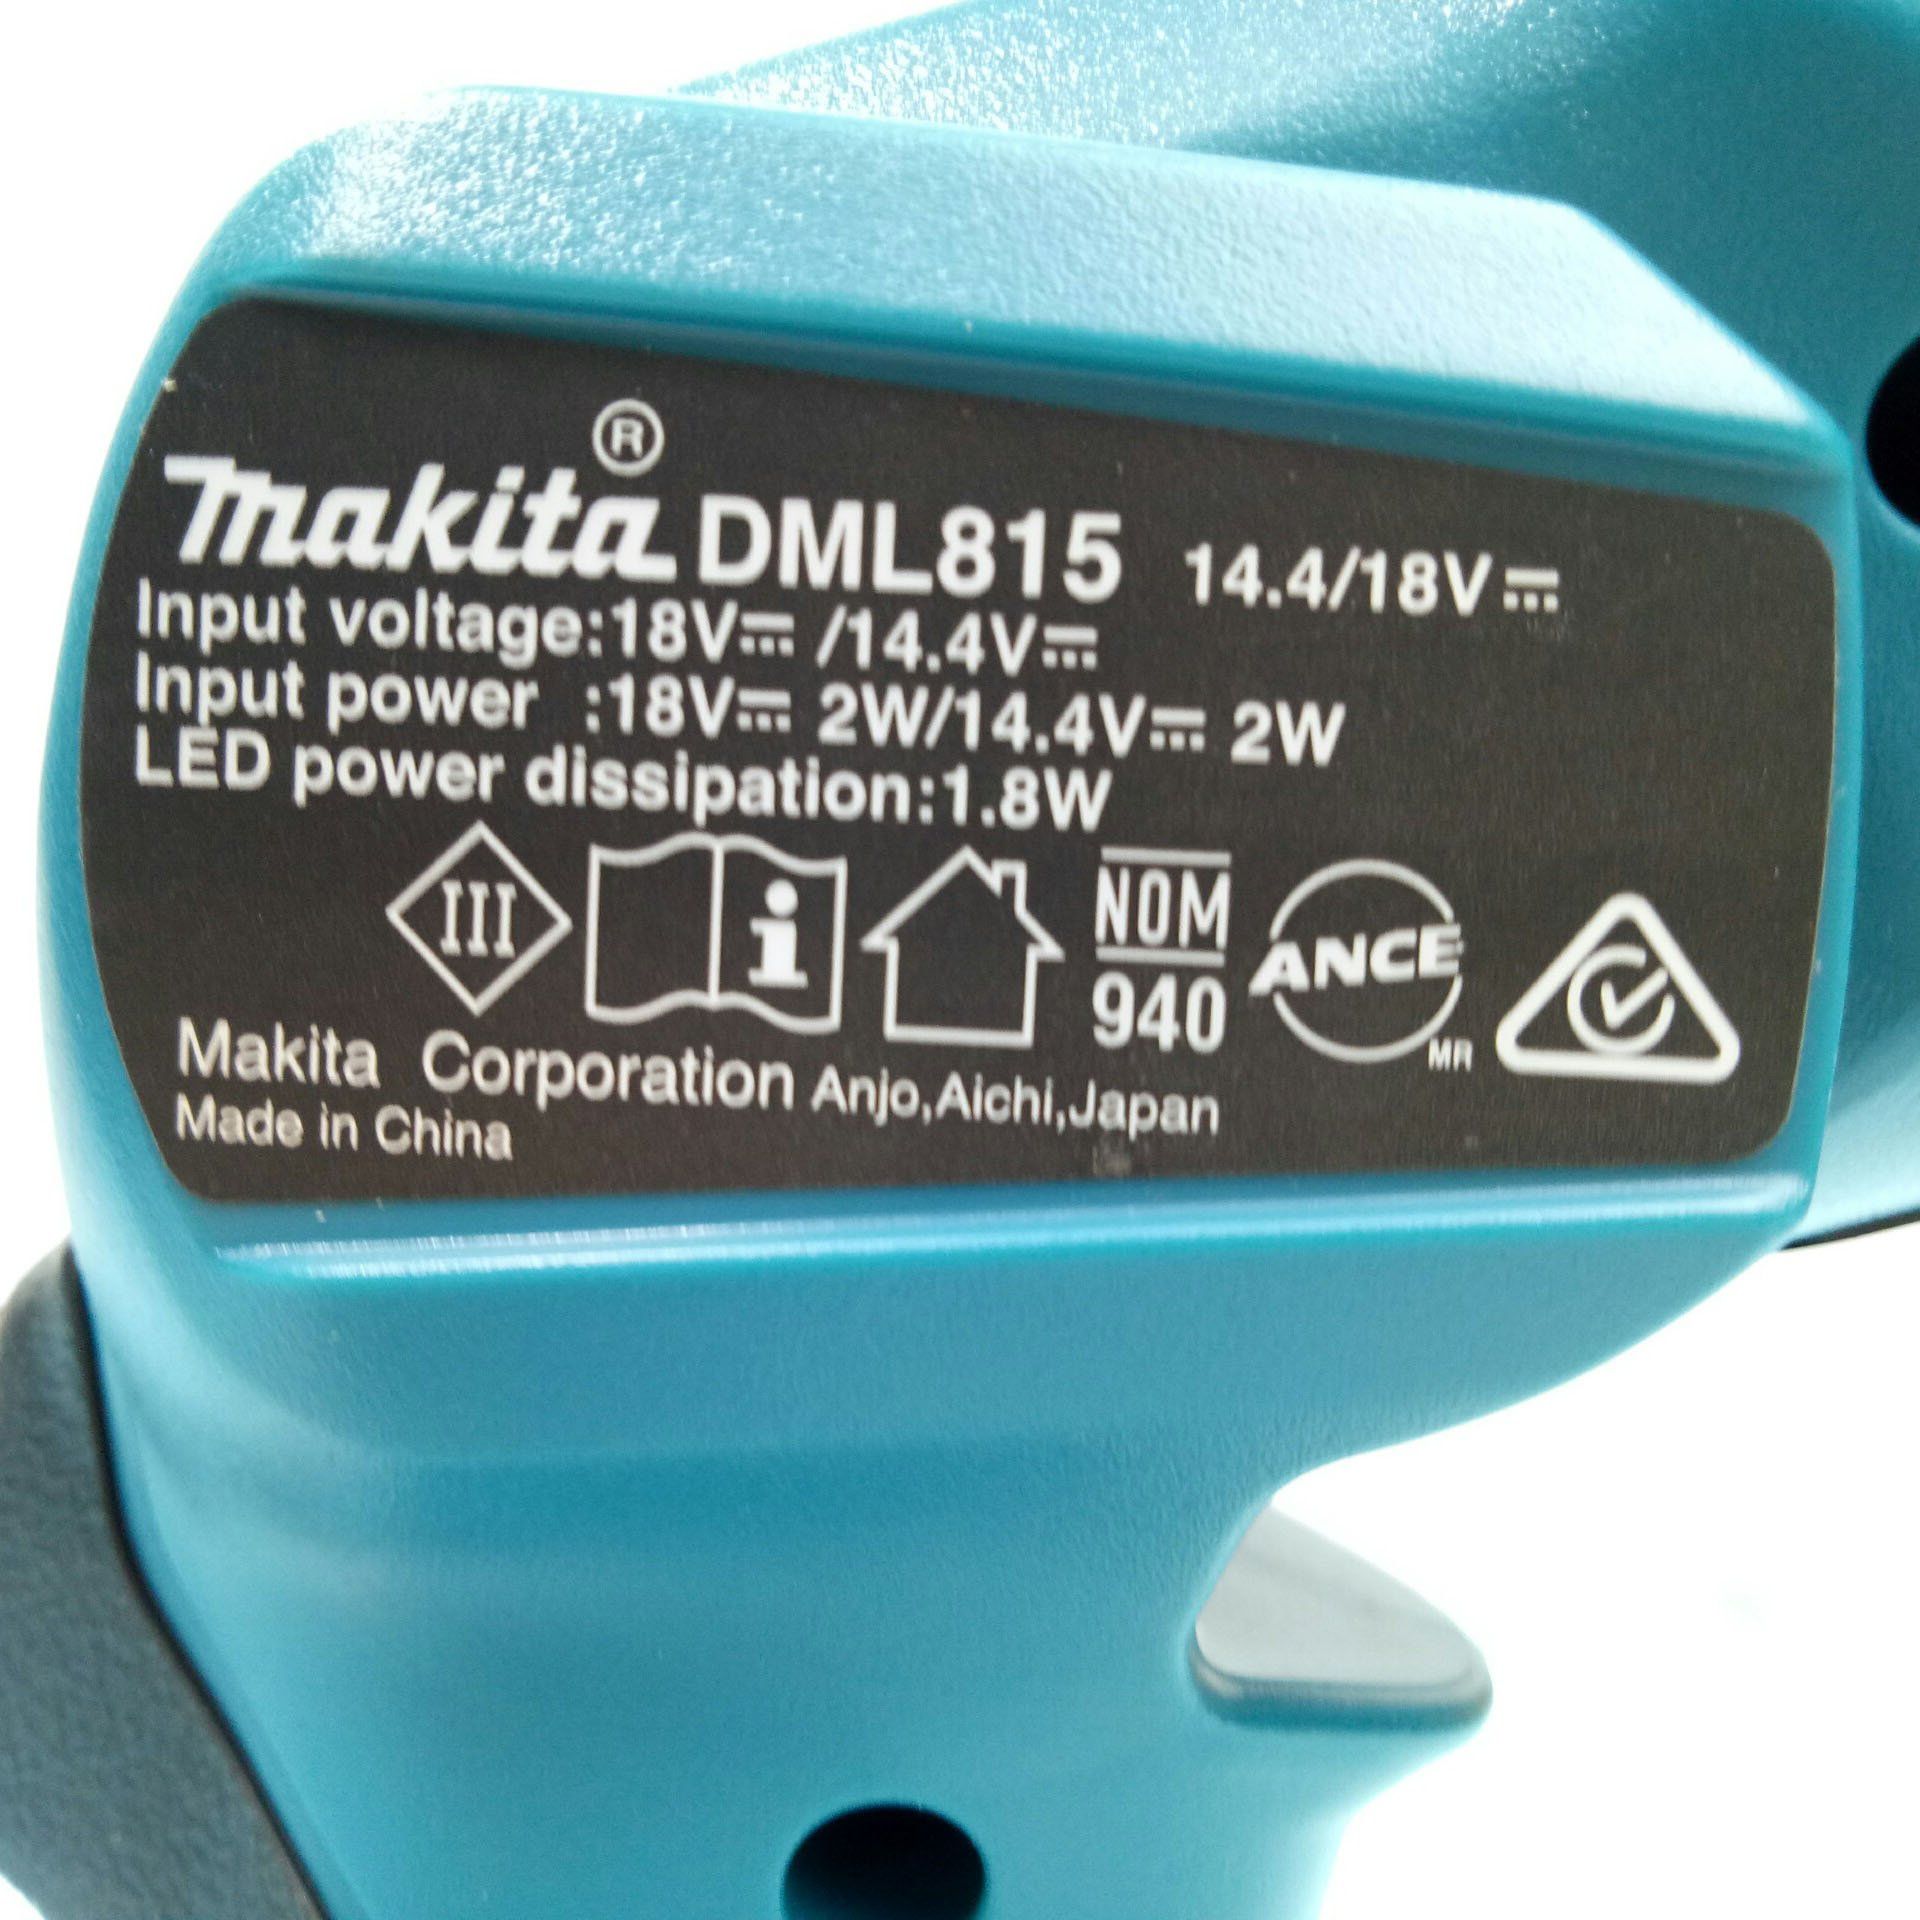 makita® DML815 14.4/18V⎓
Input voltage:18V⎓ /14.4V⎓
Input power :18V⎓ 2W/14.4V⎓ 2W
LED power dissipation:1.8W
III i NOM 940 ANCE MR
Makita Corporation Anjo,Aichi,Japan
Made in China